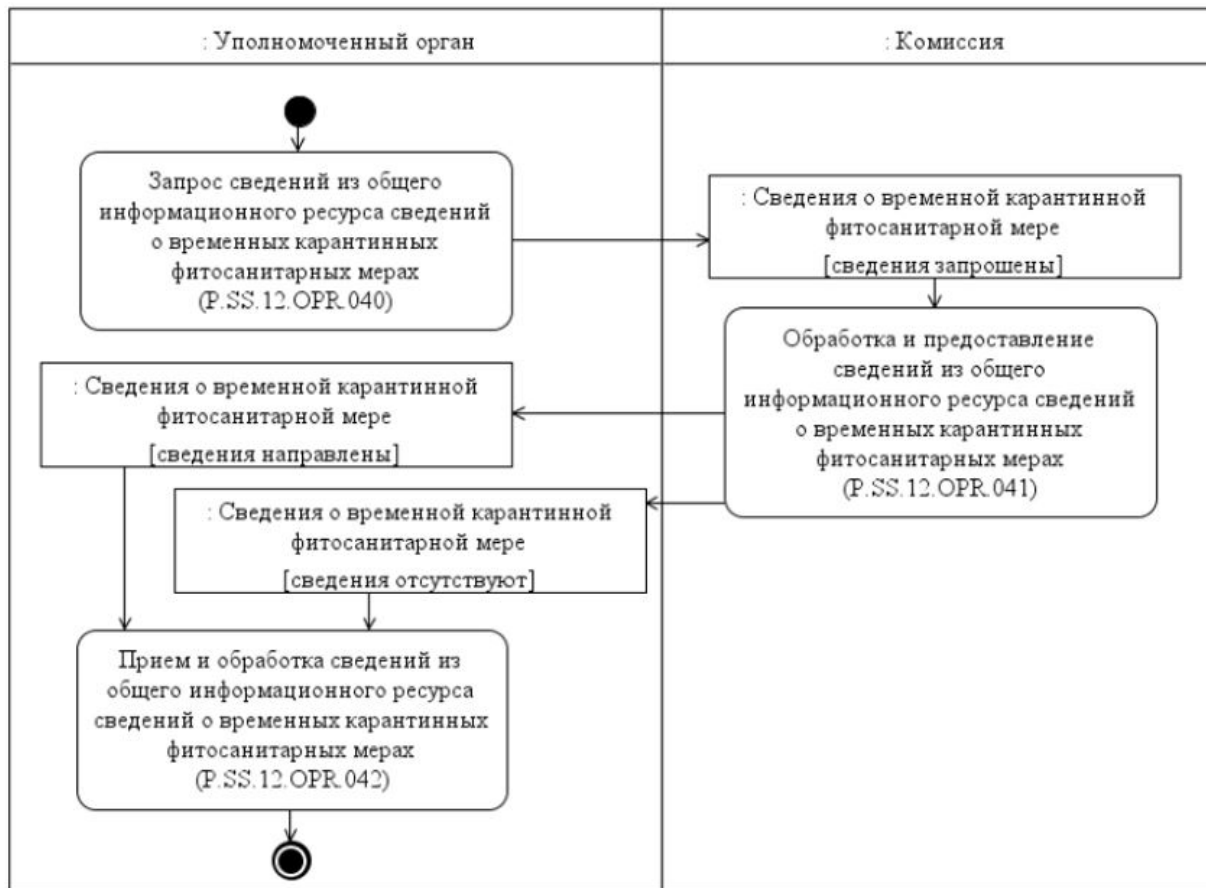 : Уполномоченный орган
: Комиссия
Запрос сведений из общего
информационного ресурса сведений
о временных карантинных
фитосанитарных мерах
(P.SS.12.OPR.040)
: Сведения о временной карантинной
фитосанитарной мере
[сведения запрошены]
Обработка и предоставление
сведений из общего
информационного ресурса сведений
о временных карантинных
фитосанитарных мерах
(P.SS.12.OPR.041)
: Сведения о временной карантинной
фитосанитарной мере
[сведения направлены]
: Сведения о временной карантинной
фитосанитарной мере
[сведения отсутствуют]
Прием и обработка сведений из
общего информационного ресурса
сведений о временных карантинных
фитосанитарных мерах
(P.SS.12.OPR.042)